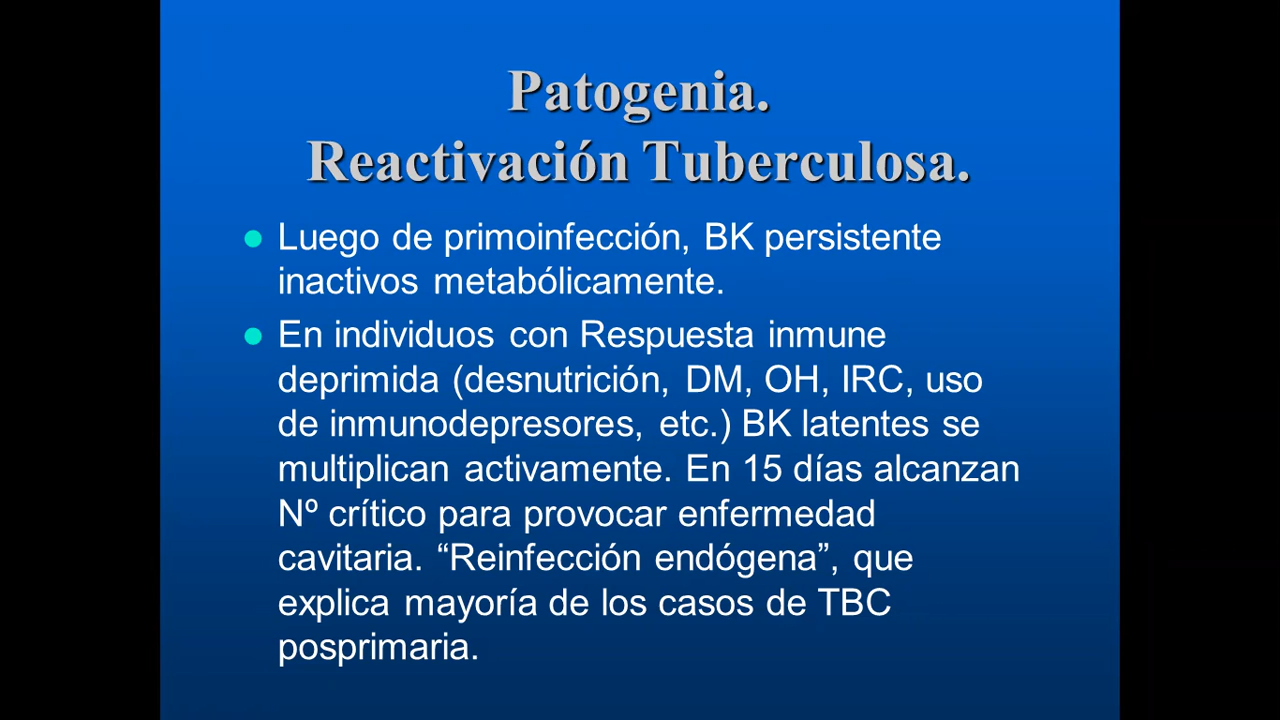 Patogenia.
Reactivación Tuberculosa.
Luego de primoinfección, BK persistente
inactivos metabólicamente.
En individuos con Respuesta inmune
deprimida (desnutrición, DM, OH, IRC, uso
de inmunodepresores, etc.) BK latentes se
multiplican activamente. En 15 días alcanzan
Nº crítico para provocar enfermedad
cavitaria. “Reinfección endógena”, que
explica mayoría de los casos de TBC
posprimaria.